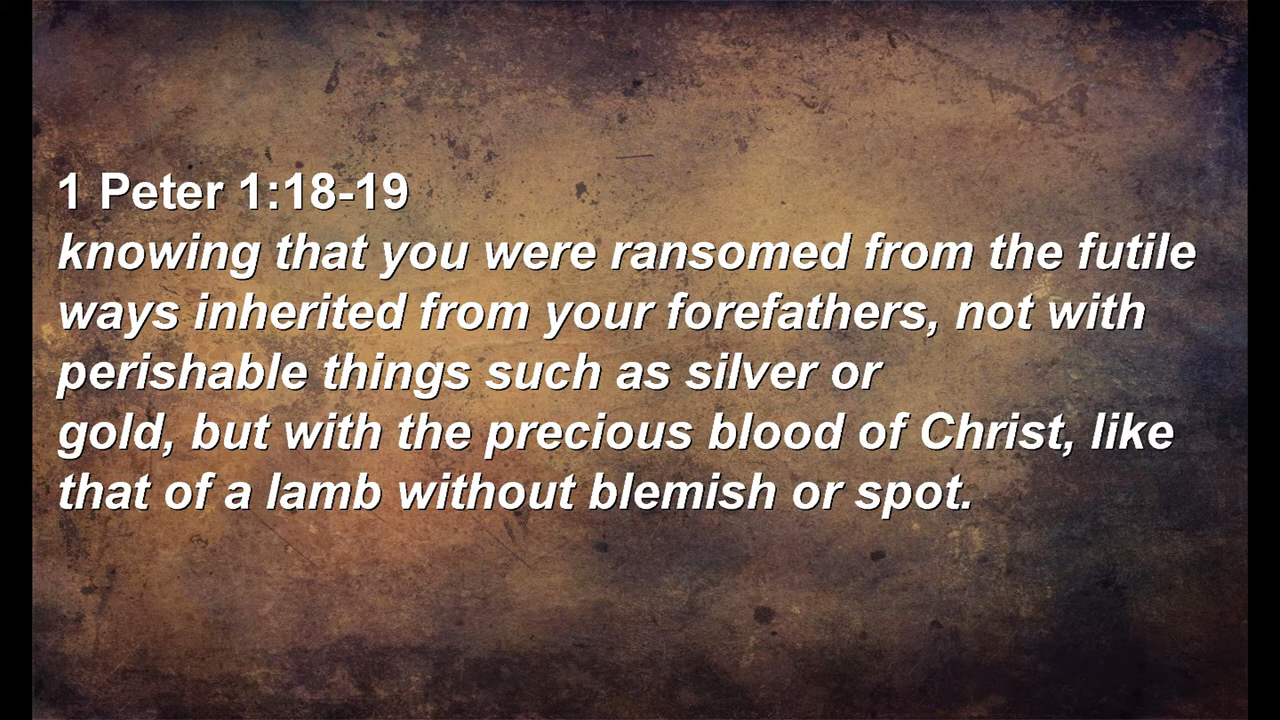 1 Peter 1:18-19
knowing that you were ransomed from the futile
ways inherited from your forefathers, not with
perishable things such as silver or
gold, but with the precious blood of Christ, like
that of a lamb without blemish or spot.